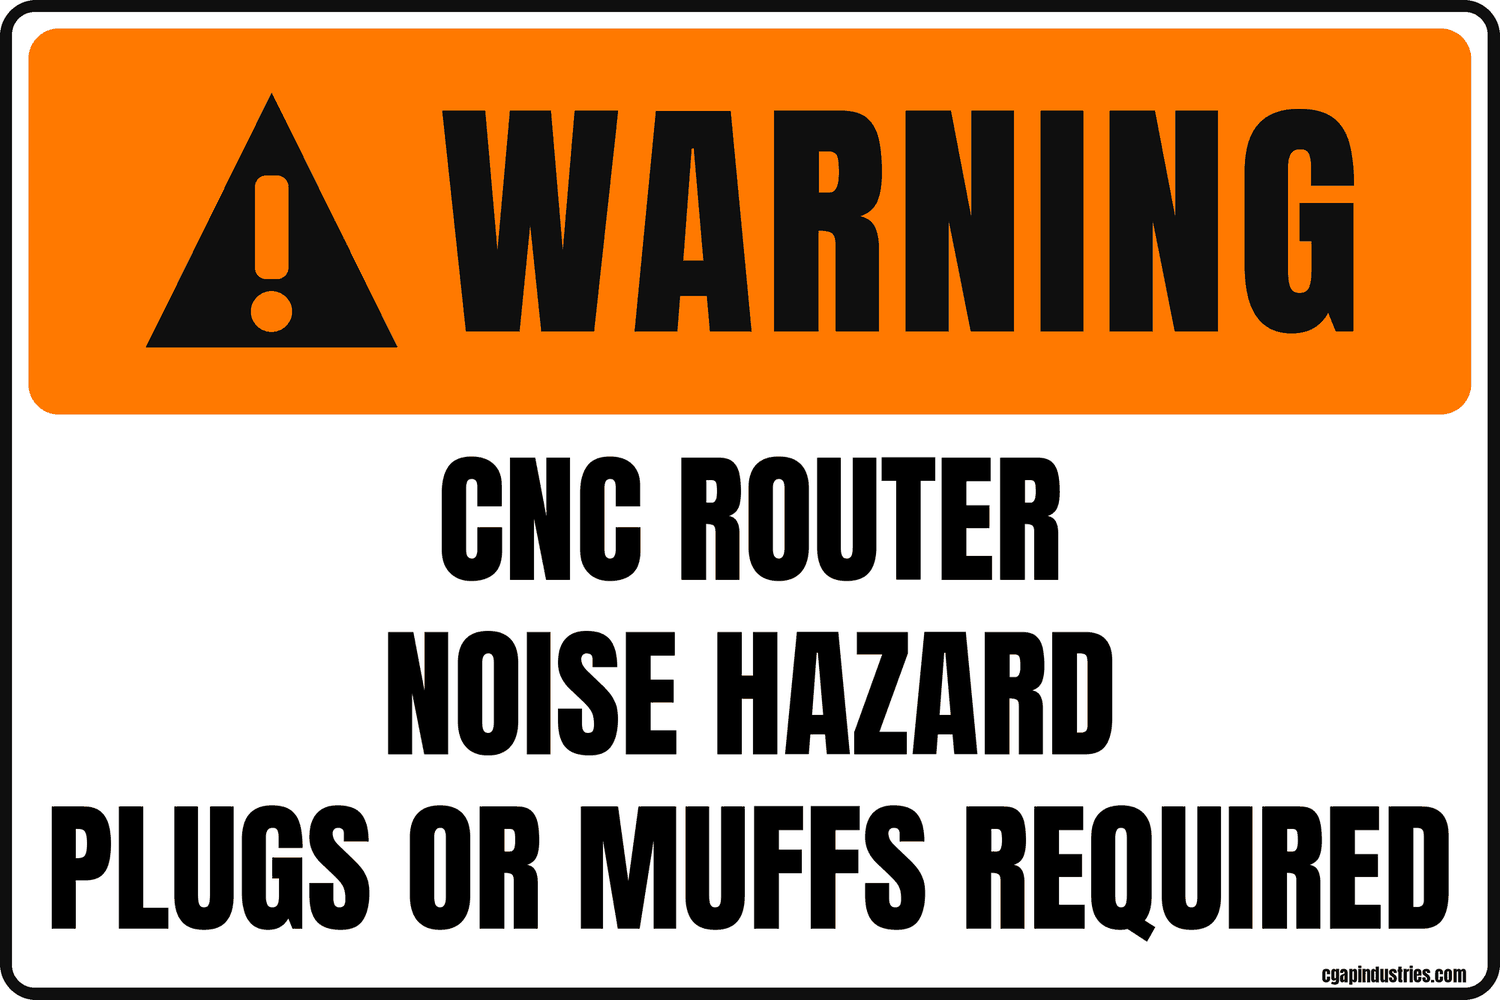 WARNING
CNC ROUTER
NOISE HAZARD
PLUGS OR MUFFS REQUIRED
cgapindustries.com